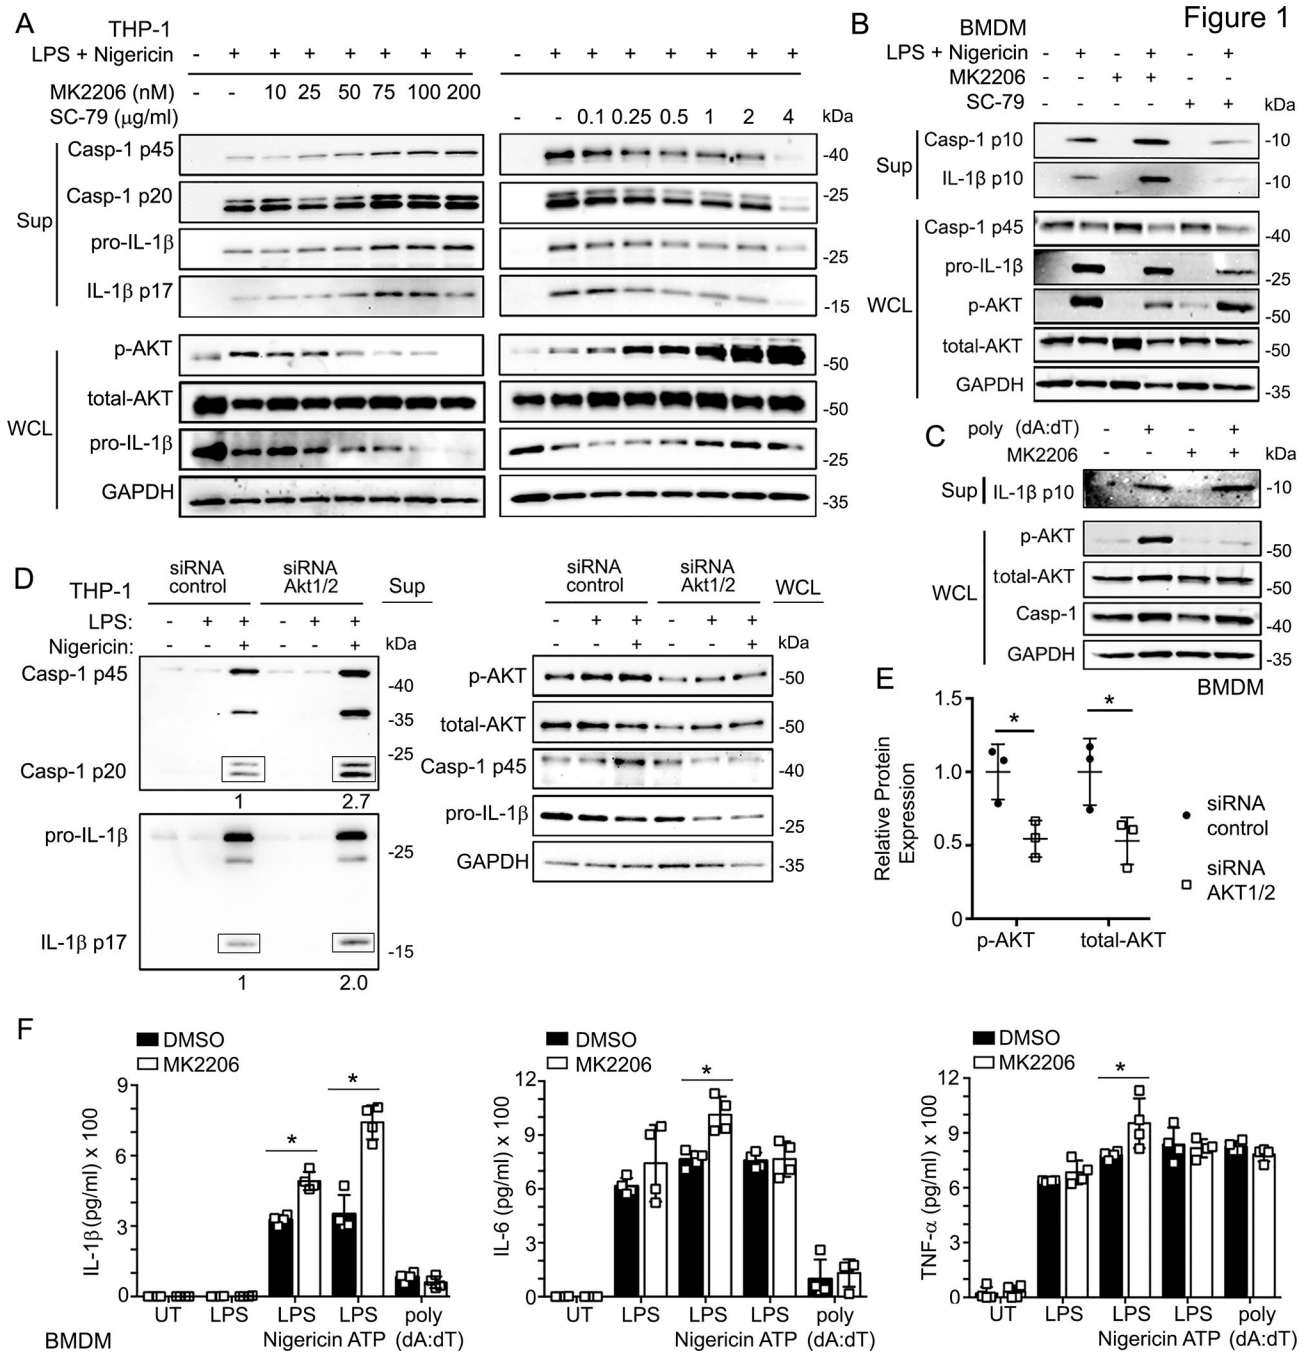 Figure 1
A
THP-1
LPS + Nigericin - + + + + + + +
- + + + + + + +
MK2206 (nM) - - 10 25 50 75 100 200
SC-79 (μg/ml) - - 0.1 0.25 0.5 1 2 4 kDa
Sup
Casp-1 p45 -40
Casp-1 p20 -25
pro-IL-1β -25
IL-1β p17 -15
WCL
p-AKT -50
total-AKT -50
pro-IL-1β -25
GAPDH -35
B
BMDM
LPS + Nigericin - + - + - +
MK2206 - - + + - -
SC-79 - - - - + + kDa
Sup
Casp-1 p10 -10
IL-1β p10 -10
WCL
Casp-1 p45 -40
pro-IL-1β -25
p-AKT -50
total-AKT -50
GAPDH -35
C
poly (dA:dT) - + - +
MK2206 - - + + kDa
Sup IL-1β p10 -10
WCL
p-AKT -50
total-AKT -50
Casp-1 -40
GAPDH -35
BMDM
D
THP-1
siRNA control
siRNA Akt1/2
Sup
LPS: - + + - + +
Nigericin: - - + - - + kDa
Casp-1 p45 -40
-35
-25
Casp-1 p20
1 2.7
pro-IL-1β
-25
IL-1β p17 -15
1 2.0
siRNA control
siRNA Akt1/2
WCL
- + + - + +
- - + - - + kDa
p-AKT -50
total-AKT -50
Casp-1 p45 -40
pro-IL-1β -25
GAPDH -35
E
Relative Protein
Expression
1.5
1.0
0.5
0
* *
p-AKT total-AKT
siRNA
control
siRNA
AKT1/2
F
DMSO
MK2206
IL-1β (pg/ml) x 100
9
6
3
0
* *
UT LPS LPS LPS poly
Nigericin ATP (dA:dT)
BMDM
DMSO
MK2206
IL-6 (pg/ml) x 100
12
9
6
3
0
*
UT LPS LPS LPS poly
Nigericin ATP (dA:dT)
DMSO
MK2206
TNF-α (pg/ml) x 100
12
9
6
3
0
*
UT LPS LPS LPS poly
Nigericin ATP (dA:dT)